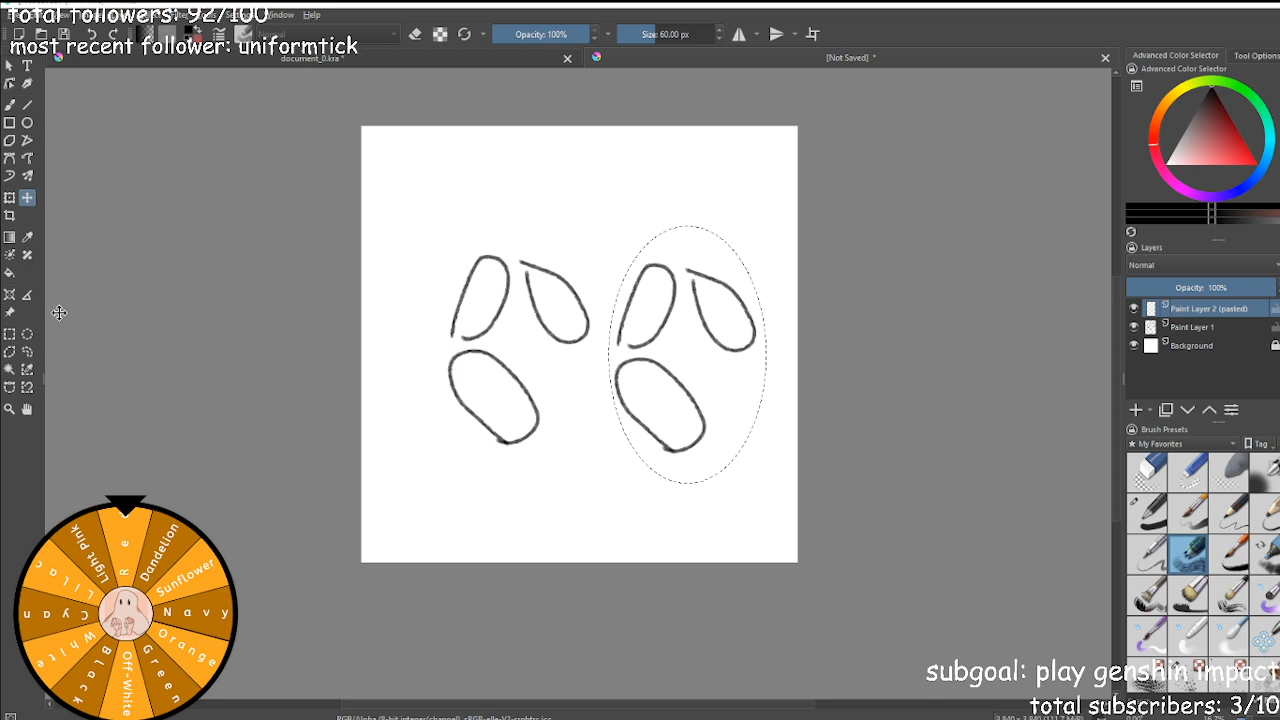 total followers: 92/100
Window Help
most recent follower: uniformtick
Normal
Opacity: 100%
Size: 60.00 px
document_0.kra *
[Not Saved] *
Advanced Color Selector
Tool Options
Advanced Color Selector
Layers
Normal
Opacity: 100%
Paint Layer 2 (pasted)
Paint Layer 1
Background
Brush Presets
My Favorites
Tag
Light Pink
Dandelion
Sunflower
Lilac
Cyan
Navy
White
Orange
Black
Green
Off-White
subgoal: play genshin impact
total subscribers: 3/10